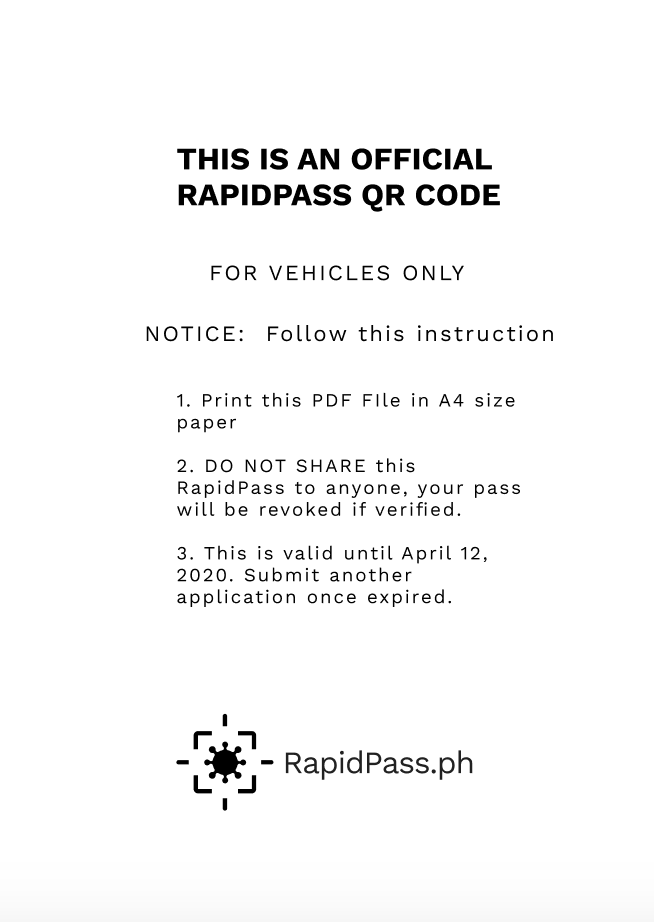 THIS IS AN OFFICIAL
RAPIDPASS QR CODE
FOR VEHICLES ONLY
NOTICE: Follow this instruction
1. Print this PDF FIle in A4 size
paper
2. DO NOT SHARE this
RapidPass to anyone, your pass
will be revoked if verified.
3. This is valid until April 12,
2020. Submit another
application once expired.
RapidPass.ph